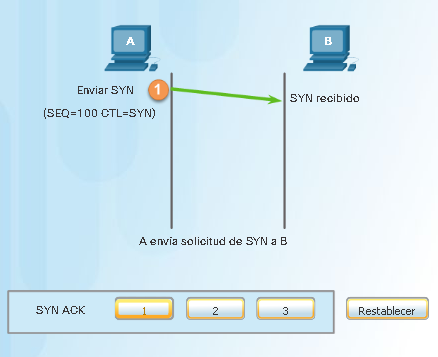 A
B
Enviar SYN
1
SYN recibido
(SEQ=100 CTL=SYN)
A envía solicitud de SYN a B
SYN ACK
1
2
3
Restablecer